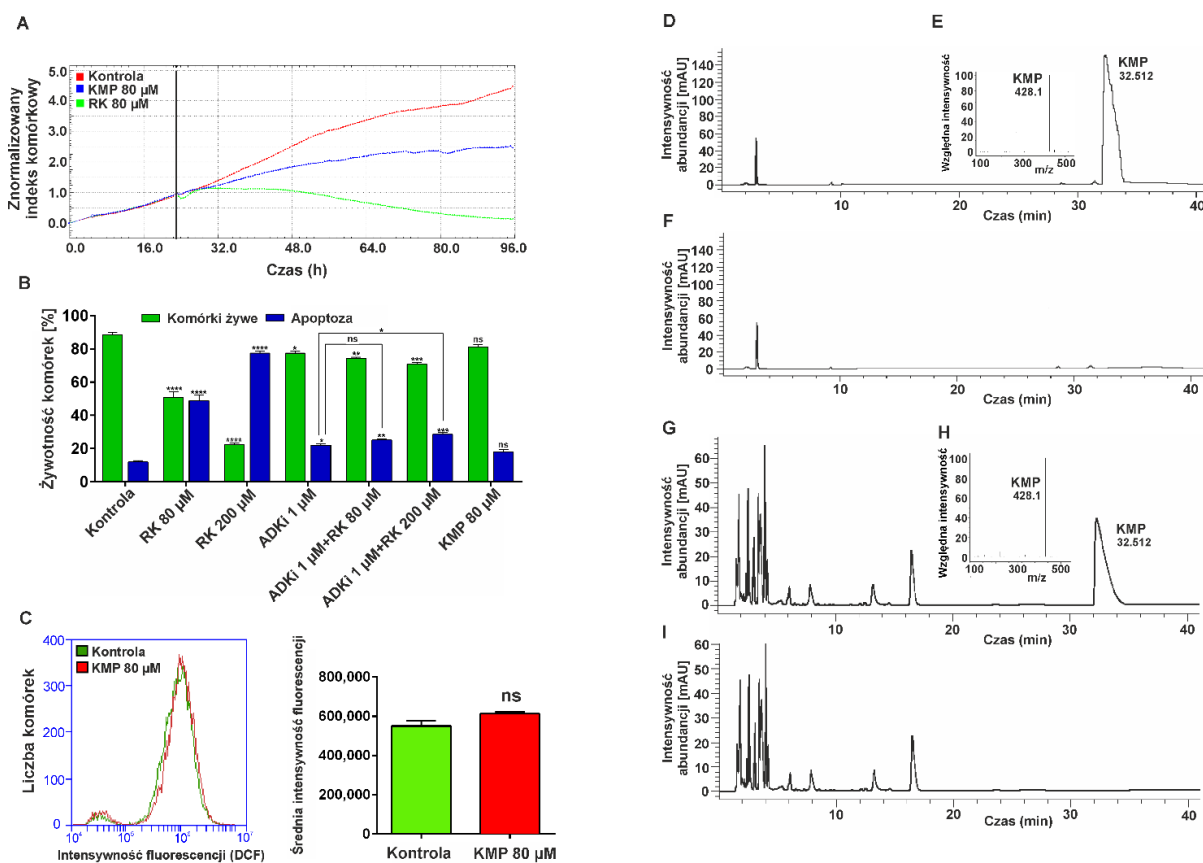 A
Znormalizowany
indeks komórkowy
5.0
4.0
3.0
2.0
1.0
0.0
Kontrola
KMP 80 µM
RK 80 µM
0.0 16.0 32.0 48.0 64.0 80.0 96.0
Czas (h)
B
Żywotność komórek [%]
100
80
60
40
20
0
Komórki żywe Apoptoza
**** **** **** **** * * ** ** *** *** ns ns
ns
*
Kontrola
RK 80 µM
RK 200 µM
ADKi 1 µM
ADKi 1 µM+RK 80 µM
ADKi 1 µM+RK 200 µM
KMP 80 µM
C
Liczba komórek
400
300
200
100
0
Kontrola
KMP 80 µM
10⁴ 10⁵ 10⁶ 10⁷
Intensywność fluorescencji (DCF)
Średnia intensywność fluorescencji
800,000
600,000
400,000
200,000
0
ns
Kontrola KMP 80 µM
D
Intensywność
abundancji [mAU]
140
120
100
80
60
40
20
0
10 20 30 40
Czas (min)
E
Względna intensywność
100
80
60
40
20
0
KMP
428.1
100 300 500
m/z
KMP
32.512
F
Intensywność
abundancji [mAU]
140
120
100
80
60
40
20
0
10 20 30 40
Czas (min)
G
Intensywność
abundancji [mAU]
60
50
40
30
20
10
0
10 20 30 40
Czas (min)
H
Względna intensywność
100
80
60
40
20
0
KMP
428.1
100 300 500
m/z
KMP
32.512
I
Intensywność
abundancji [mAU]
60
50
40
30
20
10
0
10 20 30 40
Czas (min)